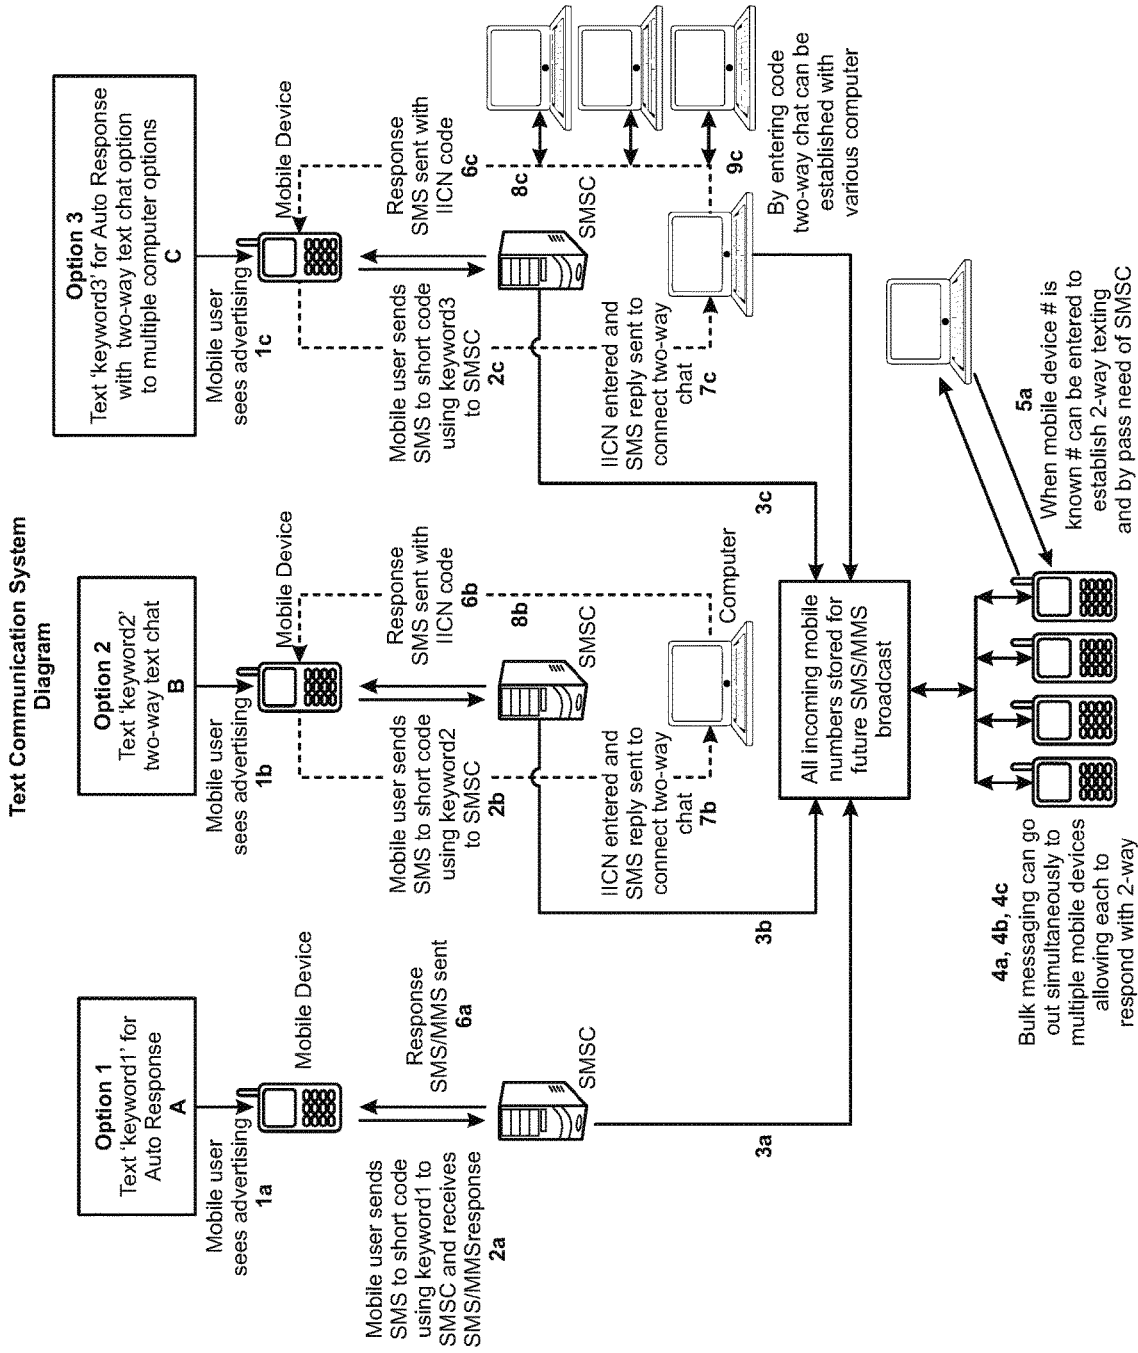 Text Communication System
Diagram
Option 1
Text ‘keyword1’ for
Auto Response
A
Mobile user
sees advertising
1a
Mobile Device
Mobile user sends
SMS to short code
using keyword1 to
SMSC and receives
SMS/MMSresponse
2a
Response
SMS/MMS sent
6a
SMSC
3a
Option 2
Text ‘keyword2’
two-way text chat
B
Mobile user
sees advertising
1b
Mobile Device
Mobile user sends
SMS to short code
using keyword2
to SMSC
2b
Response
SMS sent with
IICN code
6b
8b
SMSC
IICN entered and
SMS reply sent to
connect two-way
chat
7b
Computer
3b
Option 3
Text ‘keyword3’ for Auto Response
with two-way text chat option
to multiple computer options
C
Mobile user
sees advertising
1c
Mobile Device
Mobile user sends
SMS to short code
using keyword3
to SMSC
2c
Response
SMS sent with
IICN code
6c
8c
SMSC
IICN entered and
SMS reply sent to
connect two-way
chat
7c
9c
By entering code
two-way chat can be
established with
various computer
3c
All incoming mobile
numbers stored for
future SMS/MMS
broadcast
4a, 4b, 4c
Bulk messaging can go
out simultaneously to
multiple mobile devices
allowing each to
respond with 2-way
5a
When mobile device # is
known # can be entered to
establish 2-way texting
and by pass need of SMSC